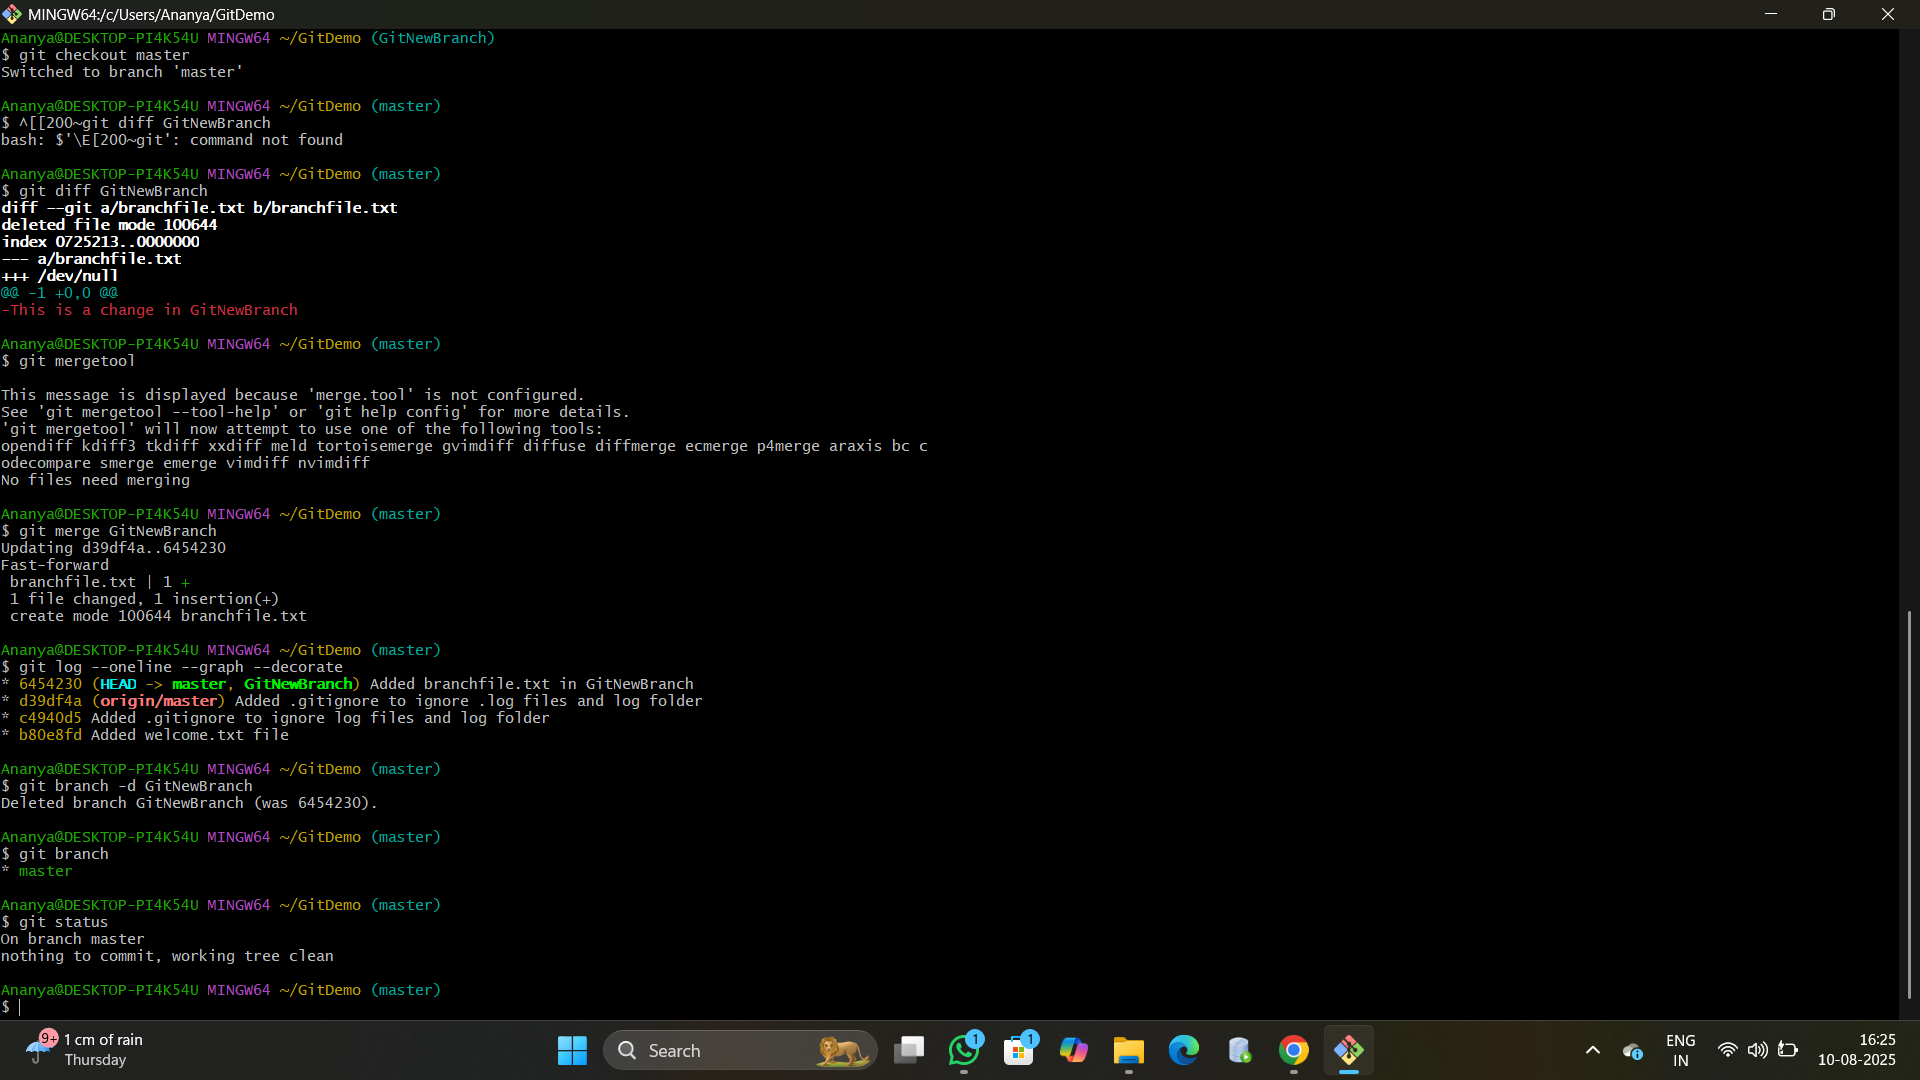 MINGW64:/c/Users/Ananya/GitDemo
Ananya@DESKTOP-PI4K54U MINGW64 ~/GitDemo (GitNewBranch)
$ git checkout master
Switched to branch 'master'
Ananya@DESKTOP-PI4K54U MINGW64 ~/GitDemo (master)
$ ^[[200~git diff GitNewBranch
bash: $'\E[200~git': command not found
Ananya@DESKTOP-PI4K54U MINGW64 ~/GitDemo (master)
$ git diff GitNewBranch
diff --git a/branchfile.txt b/branchfile.txt
deleted file mode 100644
index 0725213..0000000
--- a/branchfile.txt
+++ /dev/null
@@ -1 +0,0 @@
-This is a change in GitNewBranch
Ananya@DESKTOP-PI4K54U MINGW64 ~/GitDemo (master)
$ git mergetool
This message is displayed because 'merge.tool' is not configured.
See 'git mergetool --tool-help' or 'git help config' for more details.
'git mergetool' will now attempt to use one of the following tools:
opendiff kdiff3 tkdiff xxdiff meld tortoisemerge gvimdiff diffuse diffmerge ecmerge p4merge araxis bc c
odecompare smerge emerge vimdiff nvimdiff
No files need merging
Ananya@DESKTOP-PI4K54U MINGW64 ~/GitDemo (master)
$ git merge GitNewBranch
Updating d39df4a..6454230
Fast-forward
 branchfile.txt | 1 +
 1 file changed, 1 insertion(+)
 create mode 100644 branchfile.txt
Ananya@DESKTOP-PI4K54U MINGW64 ~/GitDemo (master)
$ git log --oneline --graph --decorate
* 6454230 (HEAD -> master, GitNewBranch) Added branchfile.txt in GitNewBranch
* d39df4a (origin/master) Added .gitignore to ignore .log files and log folder
* c4940d5 Added .gitignore to ignore log files and log folder
* b80e8fd Added welcome.txt file
Ananya@DESKTOP-PI4K54U MINGW64 ~/GitDemo (master)
$ git branch -d GitNewBranch
Deleted branch GitNewBranch (was 6454230).
Ananya@DESKTOP-PI4K54U MINGW64 ~/GitDemo (master)
$ git branch
* master
Ananya@DESKTOP-PI4K54U MINGW64 ~/GitDemo (master)
$ git status
On branch master
nothing to commit, working tree clean
Ananya@DESKTOP-PI4K54U MINGW64 ~/GitDemo (master)
$
9+ 1 cm of rain
Thursday
Search
1
1
ENG
IN
16:25
10-08-2025